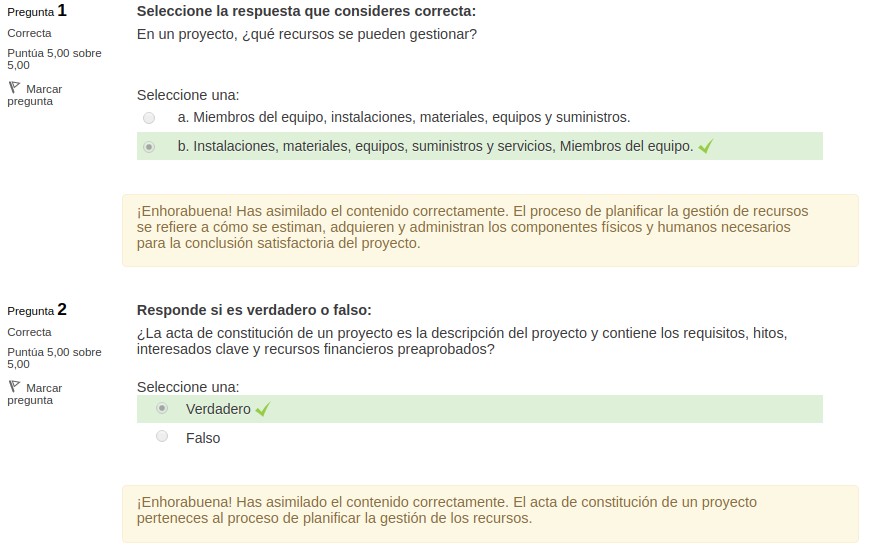 Pregunta 1
Correcta
Puntúa 5,00 sobre
5,00
Marcar
pregunta
Seleccione la respuesta que consideres correcta:
En un proyecto, ¿qué recursos se pueden gestionar?
Seleccione una:
a. Miembros del equipo, instalaciones, materiales, equipos y suministros.
b. Instalaciones, materiales, equipos, suministros y servicios, Miembros del equipo.
¡Enhorabuena! Has asimilado el contenido correctamente. El proceso de planificar la gestión de recursos
se refiere a cómo se estiman, adquieren y administran los componentes físicos y humanos necesarios
para la conclusión satisfactoria del proyecto.
Pregunta 2
Correcta
Puntúa 5,00 sobre
5,00
Marcar
pregunta
Responde si es verdadero o falso:
¿La acta de constitución de un proyecto es la descripción del proyecto y contiene los requisitos, hitos,
interesados clave y recursos financieros preaprobados?
Seleccione una:
Verdadero
Falso
¡Enhorabuena! Has asimilado el contenido correctamente. El acta de constitución de un proyecto
perteneces al proceso de planificar la gestión de los recursos.